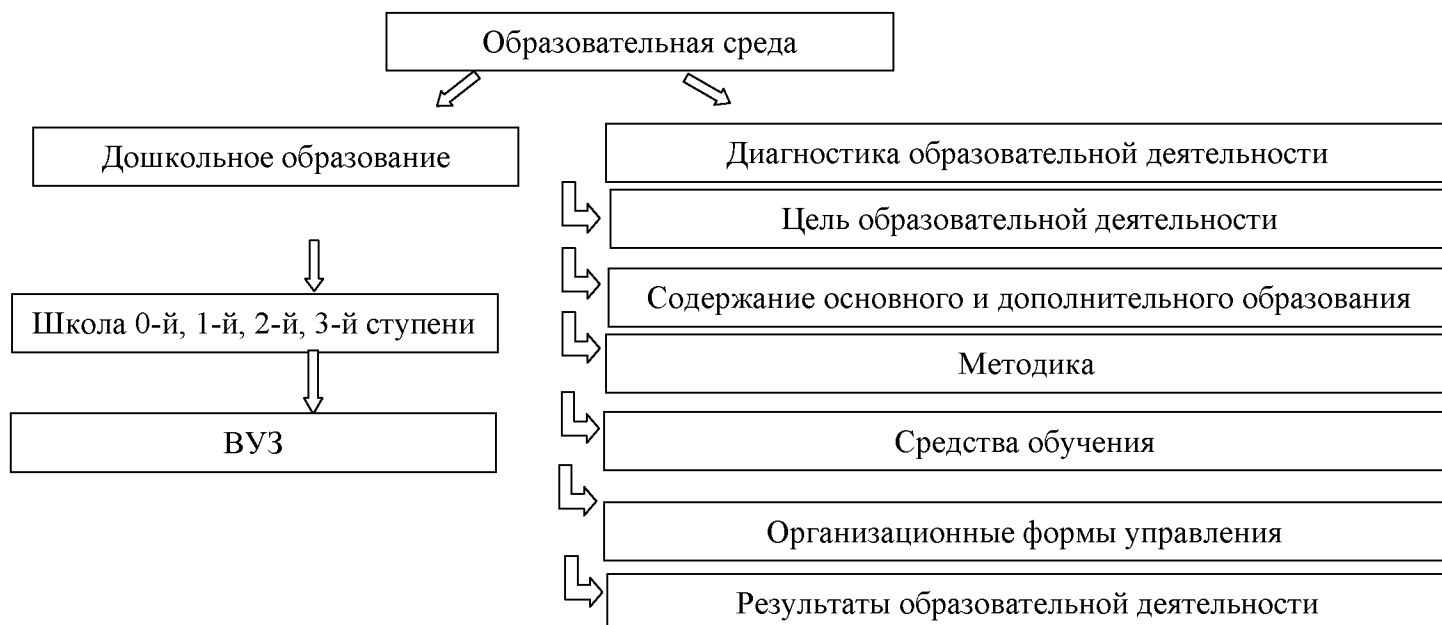 Образовательная среда
Дошкольное образование
Школа 0-й, 1-й, 2-й, 3-й ступени
ВУЗ
Диагностика образовательной деятельности
Цель образовательной деятельности
Содержание основного и дополнительного образования
Методика
Средства обучения
Организационные формы управления
Результаты образовательной деятельности